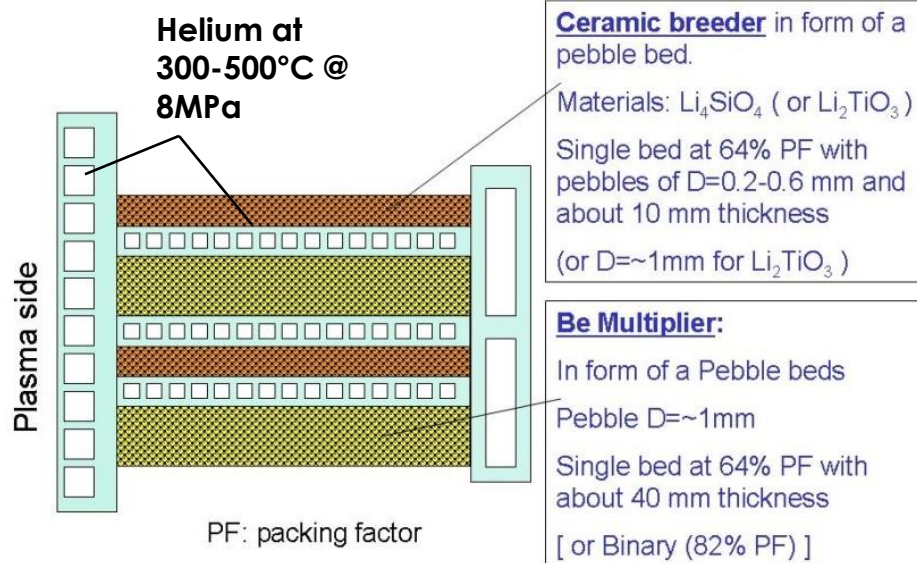 Helium at
300-500°C @
8MPa
Plasma side
PF: packing factor
Ceramic breeder in form of a
pebble bed.
Materials: Li₄SiO₄ ( or Li₂TiO₃ )
Single bed at 64% PF with
pebbles of D=0.2-0.6 mm and
about 10 mm thickness
(or D=~1mm for Li₂TiO₃ )
Be Multiplier:
In form of a Pebble beds
Pebble D=~1mm
Single bed at 64% PF with
about 40 mm thickness
[ or Binary (82% PF) ]